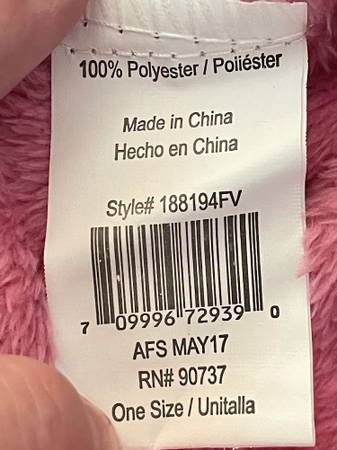 100% Polyester / Poliiéster
Made in China
Hecho en China
Style# 188194FV
7 09996 72939 0
AFS MAY17
RN# 90737
One Size / Unitalla